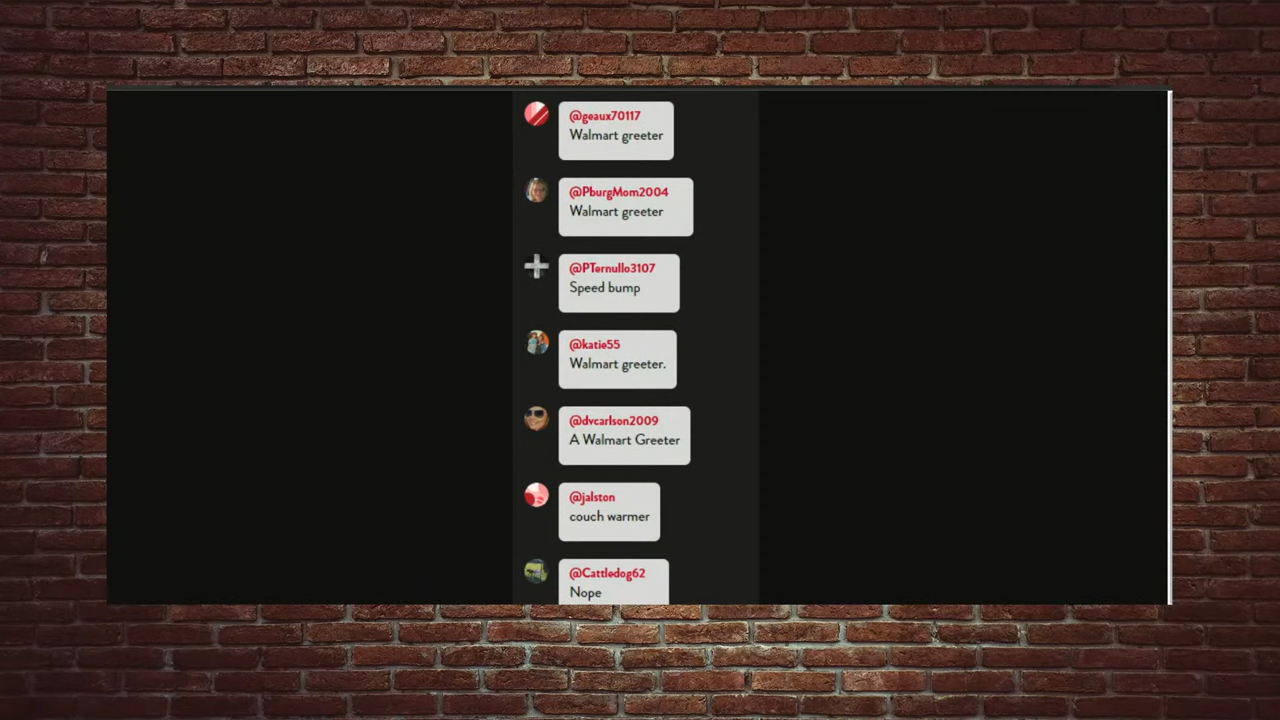 @geaux70117
Walmart greeter
@PburgMom2004
Walmart greeter
@PTernullo3107
Speed bump
@katie55
Walmart greeter.
@dvcarlson2009
A Walmart Greeter
@jalston
couch warmer
@Cattledog62
Nope